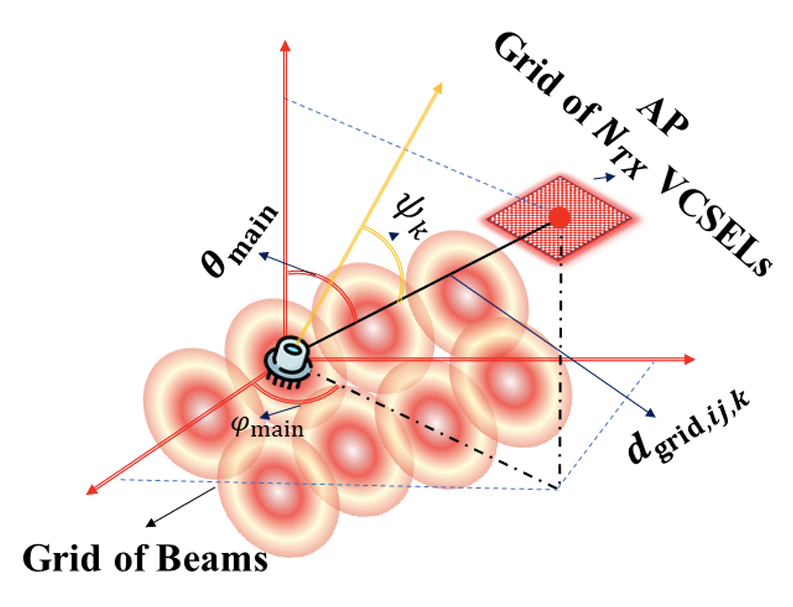 AP
Grid of N_TX VCSELs
ψ_k
θ_main
d_grid,ij,k
φ_main
Grid of Beams